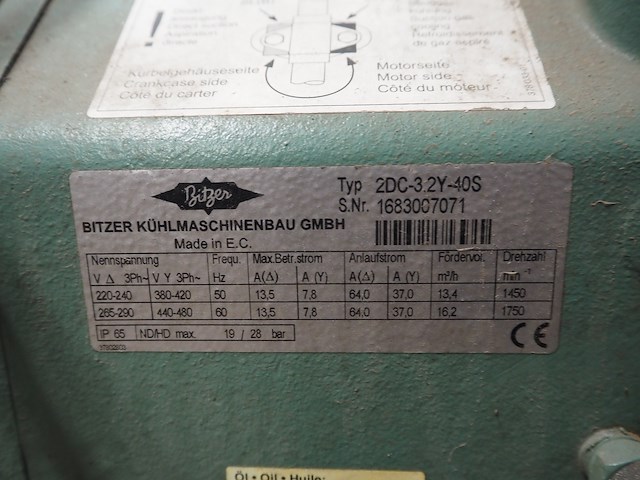 Kurbelgehäuseseite
Crankcase side
Côté du carter
Motorseite
Motor side
Côté du moteur
Bitzer
Typ 2DC-3.2Y-40S
S.Nr. 1683007071
BITZER KÜHLMASCHINENBAU GMBH
Made in E.C.
Nennspannung Frequ. Max.Betr.strom Anlaufstrom Fördervol. Drehzahl
V Δ 3Ph~ V Y 3Ph~ Hz A(Δ) A (Y) A(Δ) A (Y) m³/h min⁻¹
220-240 380-420 50 13,5 7,8 64,0 37,0 13,4 1450
265-290 440-480 60 13,5 7,8 64,0 37,0 16,2 1750
IP 65 ND/HD max. 19 / 28 bar
CE
Öl • Oil • Huile: